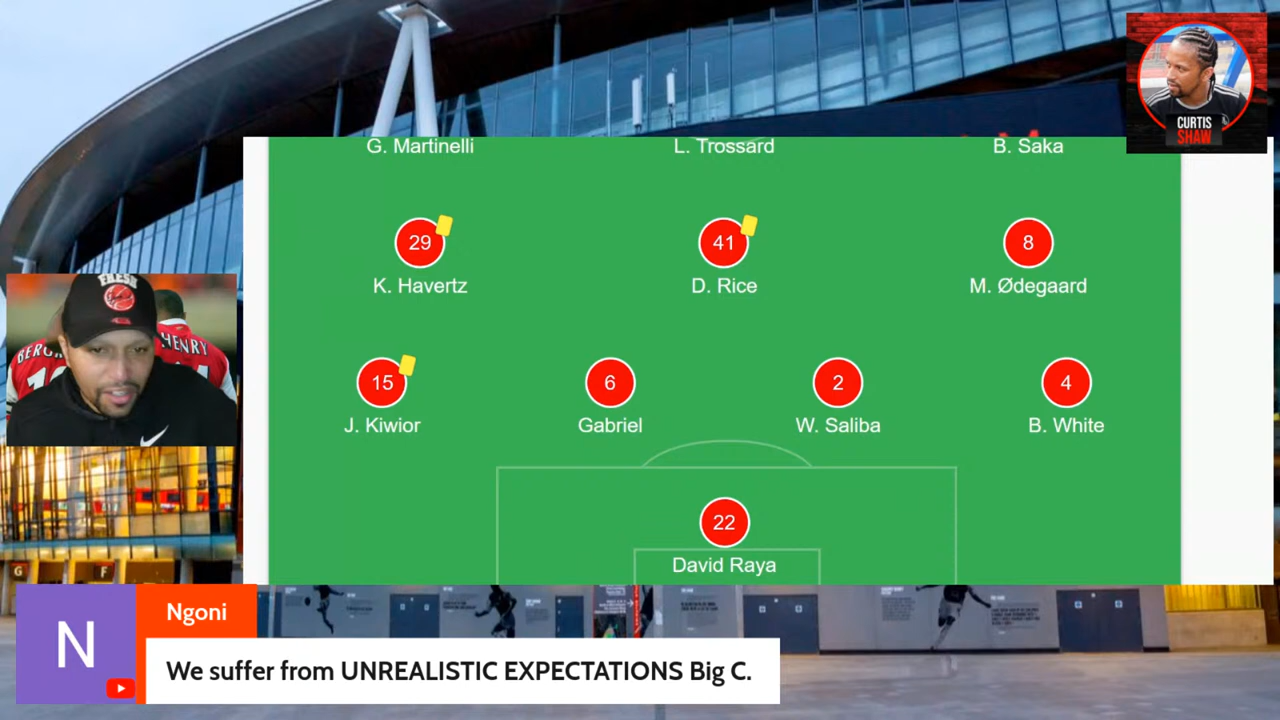 CURTIS
SHAW
G. Martinelli
L. Trossard
B. Saka
29
41
8
K. Havertz
D. Rice
M. Ødegaard
FRESH
HENRY
15
6
2
4
J. Kiwior
Gabriel
W. Saliba
B. White
22
David Raya
G
F
N
Ngoni
We suffer from UNREALISTIC EXPECTATIONS Big C.